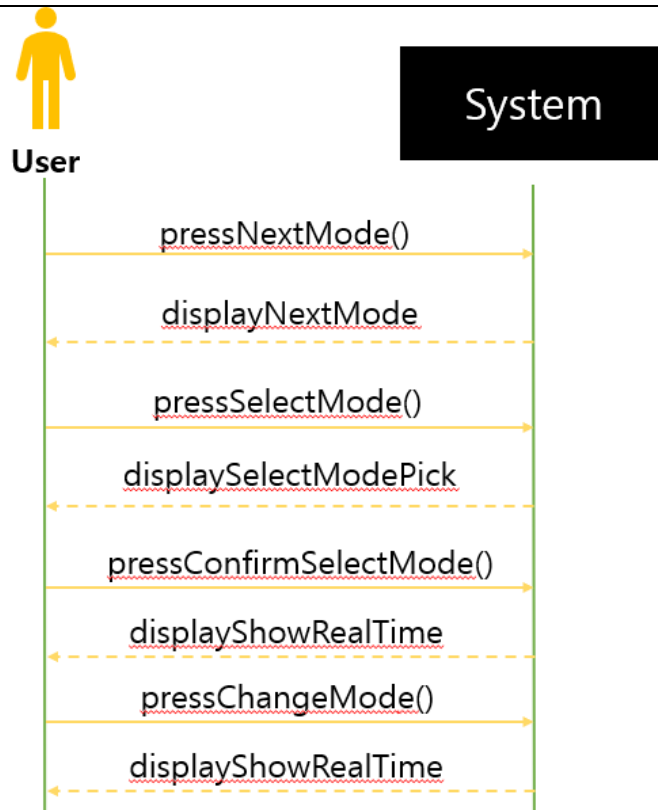 System
User
pressNextMode()
displayNextMode
pressSelectMode()
displaySelectModePick
pressConfirmSelectMode()
displayShowRealTime
pressChangeMode()
displayShowRealTime